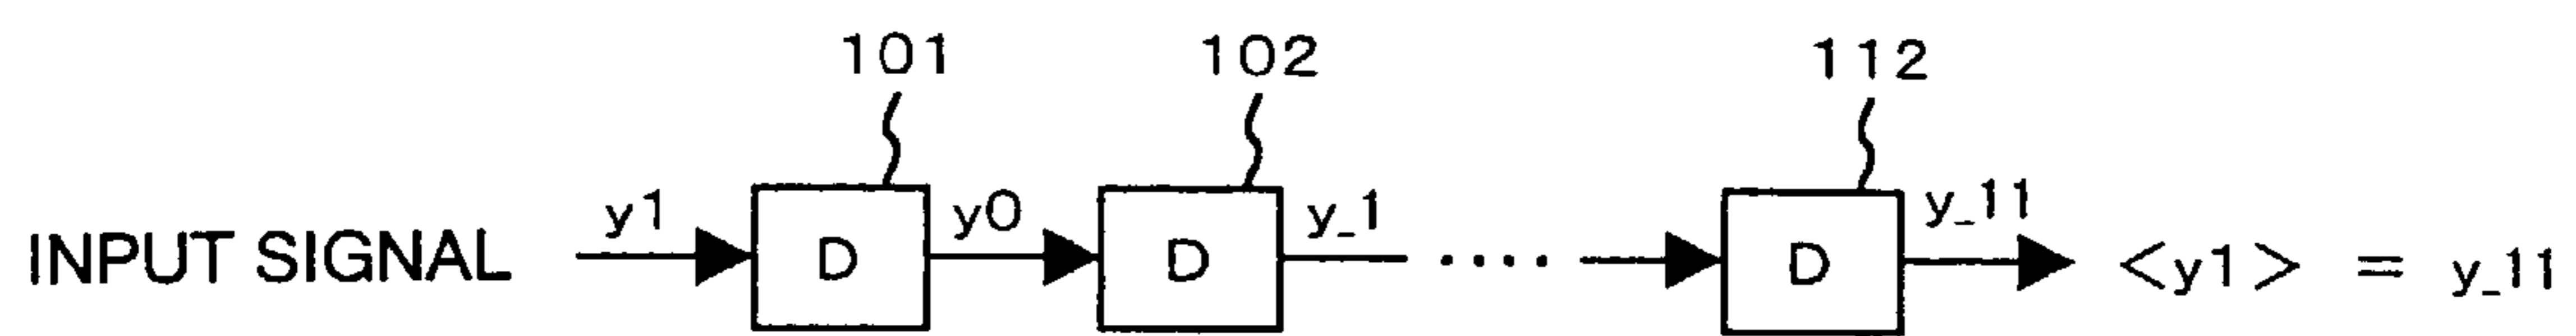 101 102 112
y1 y0 y_1 y_11
INPUT SIGNAL D D ···· D <y1> = y_11